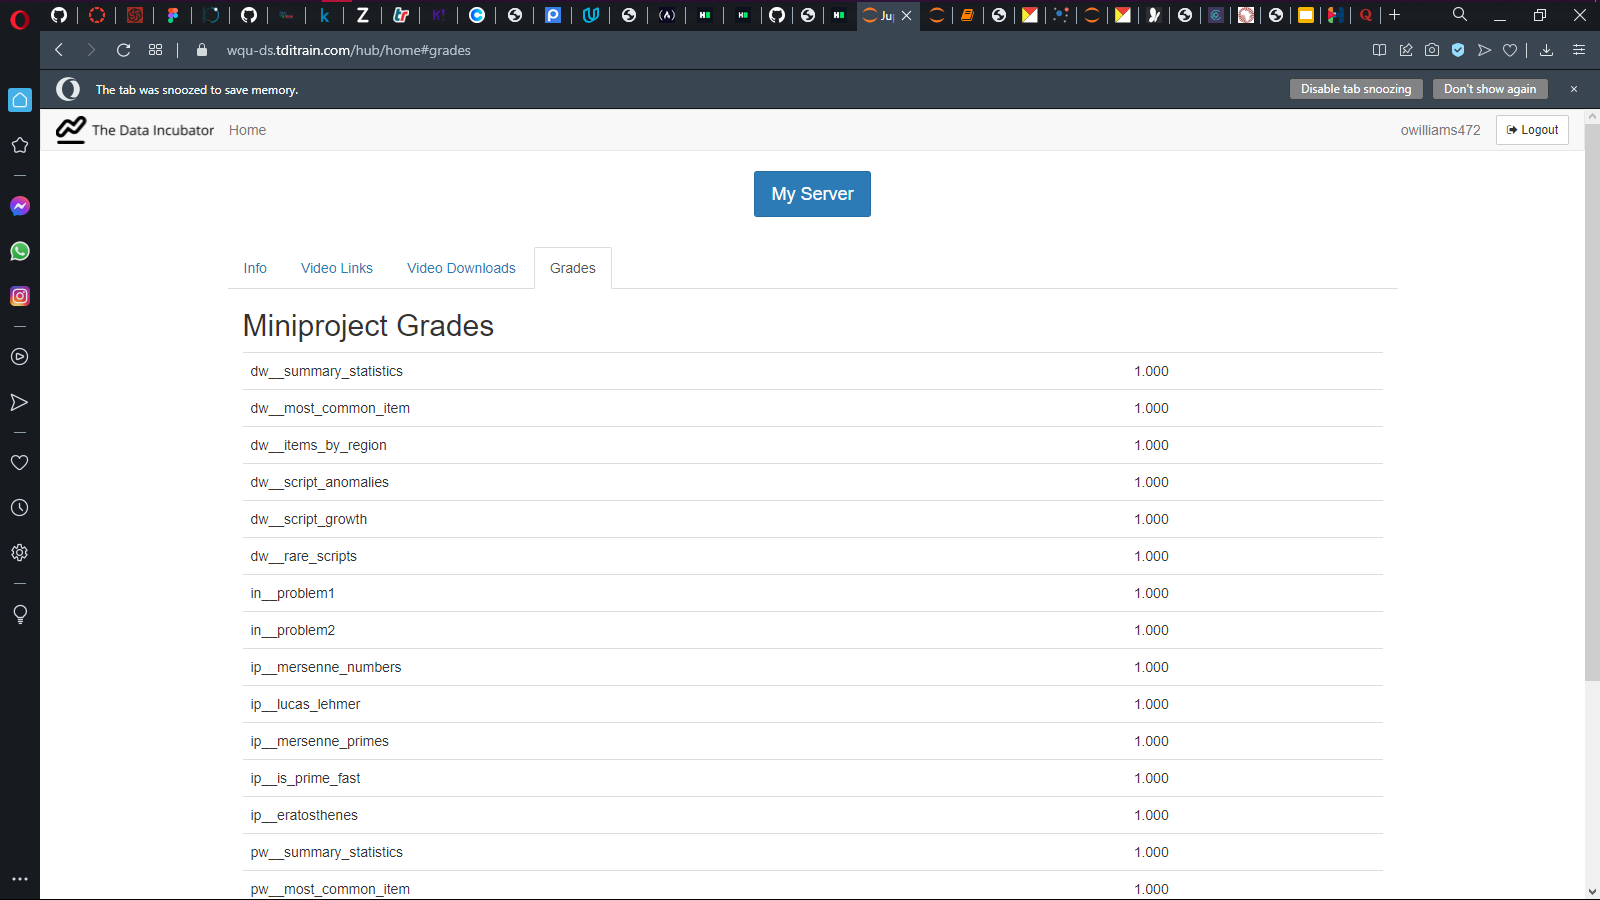 Ju
wqu-ds.tditrain.com/hub/home#grades
The tab was snoozed to save memory.
Disable tab snoozing
Don't show again
The Data Incubator
Home
owilliams472
Logout
My Server
Info
Video Links
Video Downloads
Grades
Miniproject Grades
dw__summary_statistics 1.000
dw__most_common_item 1.000
dw__items_by_region 1.000
dw__script_anomalies 1.000
dw__script_growth 1.000
dw__rare_scripts 1.000
in__problem1 1.000
in__problem2 1.000
ip__mersenne_numbers 1.000
ip__lucas_lehmer 1.000
ip__mersenne_primes 1.000
ip__is_prime_fast 1.000
ip__eratosthenes 1.000
pw__summary_statistics 1.000
pw__most_common_item 1.000